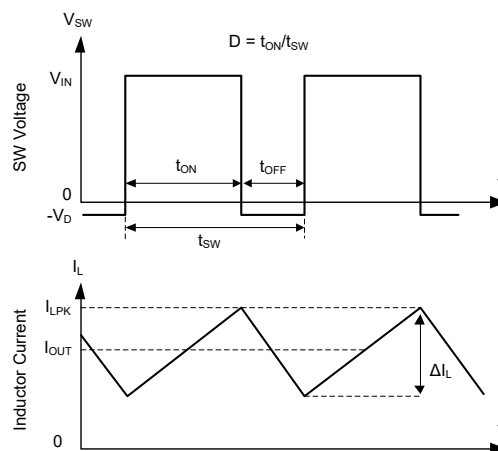 V_SW
D = t_ON/t_SW
V_IN
SW Voltage
t_ON
t_OFF
0
-V_D
t_SW
I_L
I_LPK
I_OUT
Inductor Current
ΔI_L
0